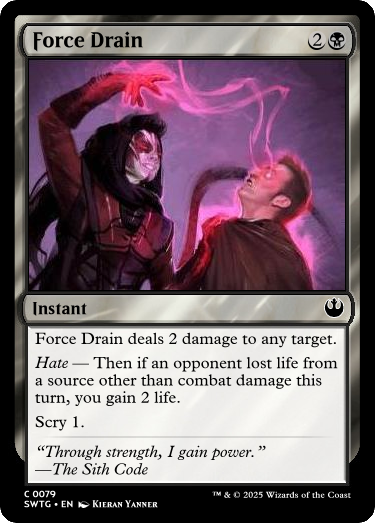 Force Drain 2
Instant
Force Drain deals 2 damage to any target.
Hate — Then if an opponent lost life from
a source other than combat damage this
turn, you gain 2 life.
Scry 1.
“Through strength, I gain power.”
—The Sith Code
C 0079
SWTG • EN Kieran Yanner
™ & © 2025 Wizards of the Coast